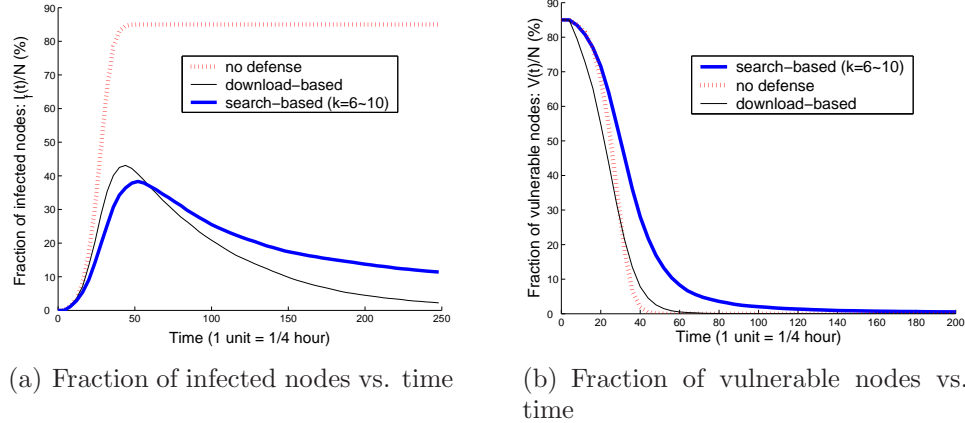 90
80
70
60
50
40
30
20
10
0
Fraction of infected nodes: I(t)/N (%)
no defense
download-based
search-based (k=6~10)
0 50 100 150 200 250
Time (1 unit = 1/4 hour)
(a) Fraction of infected nodes vs. time
90
80
70
60
50
40
30
20
10
0
Fraction of vulnerable nodes: V(t)/N (%)
search-based (k=6~10)
no defense
download-based
0 20 40 60 80 100 120 140 160 180 200
Time (1 unit = 1/4 hour)
(b) Fraction of vulnerable nodes vs.
time